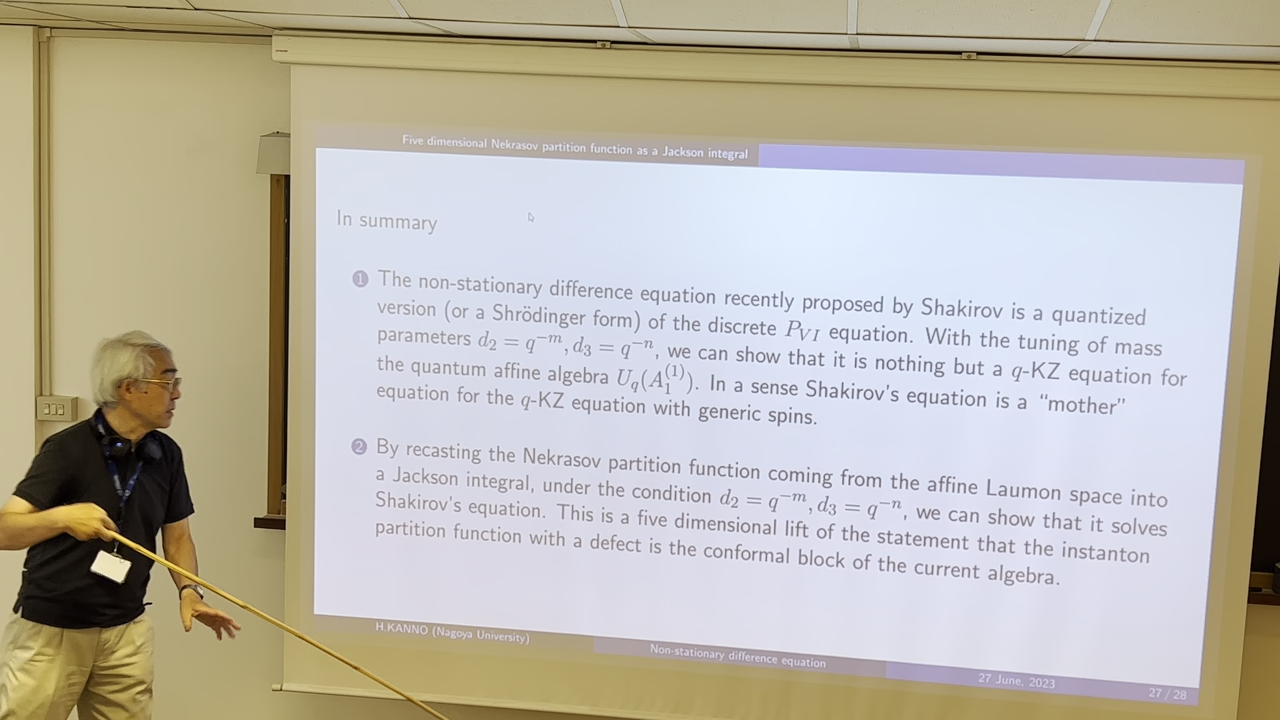 Five dimensional Nekrasov partition function as a Jackson integral
In summary
1 The non-stationary difference equation recently proposed by Shakirov is a quantized
version (or a Shrödinger form) of the discrete $P_{VI}$ equation. With the tuning of mass
parameters $d_2 = q^{-m}, d_3 = q^{-n}$, we can show that it is nothing but a $q$-KZ equation for
the quantum affine algebra $U_q(A_1^{(1)})$. In a sense Shakirov's equation is a “mother”
equation for the $q$-KZ equation with generic spins.
2 By recasting the Nekrasov partition function coming from the affine Laumon space into
a Jackson integral, under the condition $d_2 = q^{-m}, d_3 = q^{-n}$, we can show that it solves
Shakirov's equation. This is a five dimensional lift of the statement that the instanton
partition function with a defect is the conformal block of the current algebra.
H.KANNO (Nagoya University)
Non-stationary difference equation
27 June, 2023
27 / 28